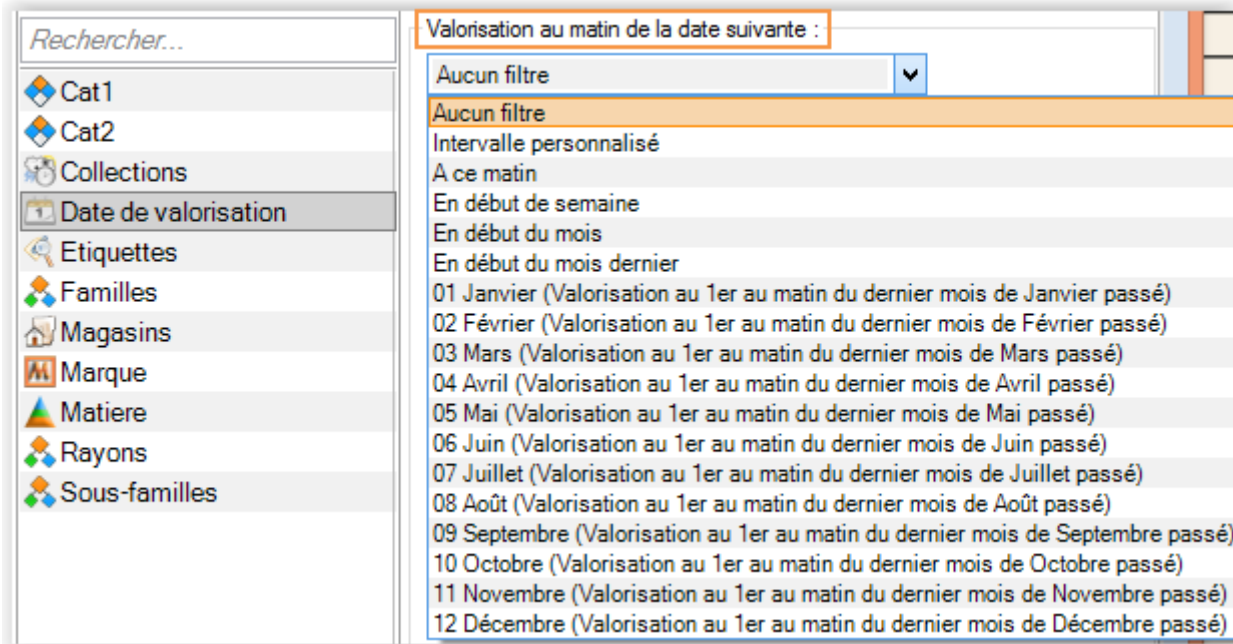 Rechercher...
Cat1
Cat2
Collections
Date de valorisation
Etiquettes
Familles
Magasins
Marque
Matiere
Rayons
Sous-familles
Valorisation au matin de la date suivante :
Aucun filtre
Aucun filtre
Intervalle personnalisé
A ce matin
En début de semaine
En début du mois
En début du mois dernier
01 Janvier (Valorisation au 1er au matin du dernier mois de Janvier passé)
02 Février (Valorisation au 1er au matin du dernier mois de Février passé)
03 Mars (Valorisation au 1er au matin du dernier mois de Mars passé)
04 Avril (Valorisation au 1er au matin du dernier mois de Avril passé)
05 Mai (Valorisation au 1er au matin du dernier mois de Mai passé)
06 Juin (Valorisation au 1er au matin du dernier mois de Juin passé)
07 Juillet (Valorisation au 1er au matin du dernier mois de Juillet passé)
08 Août (Valorisation au 1er au matin du dernier mois de Août passé)
09 Septembre (Valorisation au 1er au matin du dernier mois de Septembre passé)
10 Octobre (Valorisation au 1er au matin du dernier mois de Octobre passé)
11 Novembre (Valorisation au 1er au matin du dernier mois de Novembre passé)
12 Décembre (Valorisation au 1er au matin du dernier mois de Décembre passé)